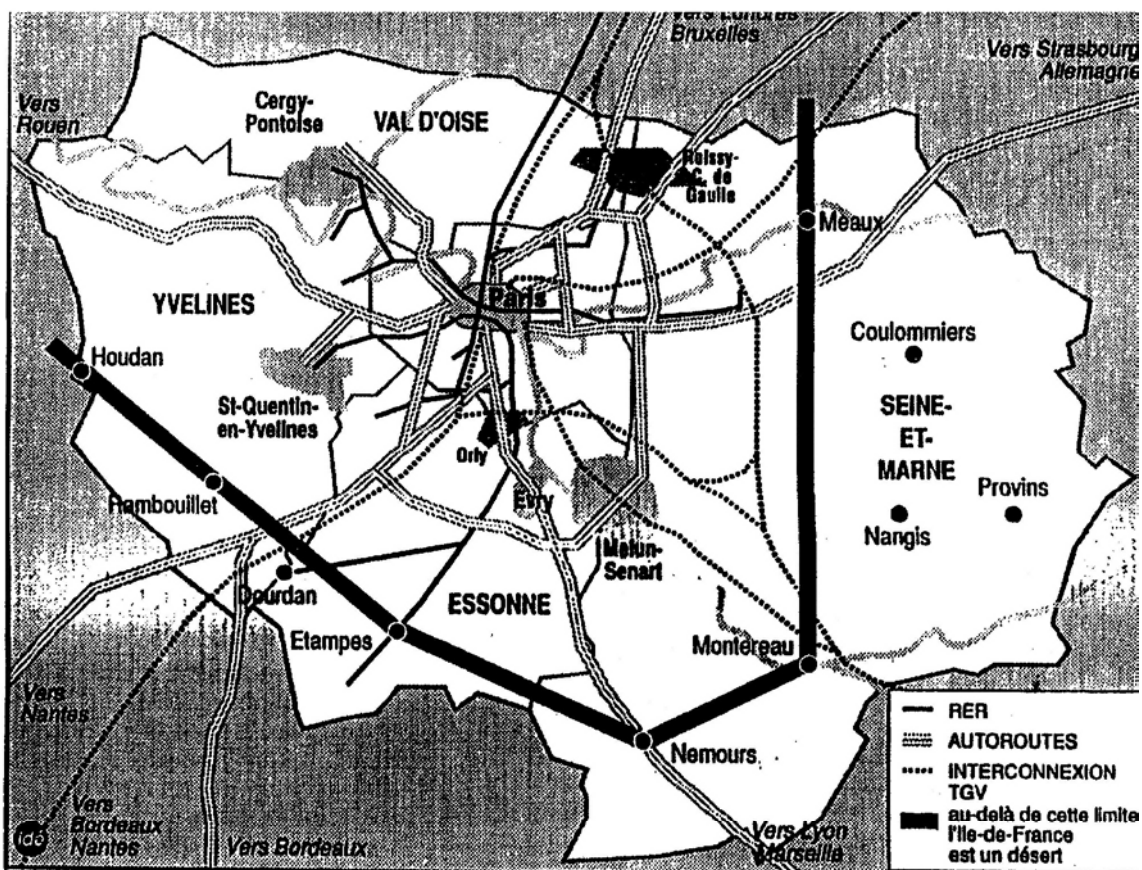 Vers Londres
Bruxelles
Vers Strasbourg
Allemagne
Vers
Rouen
Cergy-
Pontoise
VAL D'OISE
Roissy-
C. de
Gaulle
Meaux
Paris
YVELINES
Houdan
Coulommiers
St-Quentin-
en-Yvelines
SEINE-
ET-
MARNE
Orly
Rambouillet
Evry
Provins
Nangis
Melun-
Senart
Dourdan
ESSONNE
Etampes
Montereau
Vers
Nantes
Nemours
Vers
Bordeaux
Nantes
Vers Bordeaux
Vers Lyon
Marseille
idé
RER
AUTOROUTES
INTERCONNEXION
TGV
au-delà de cette limite
l'Ile-de-France
est un désert